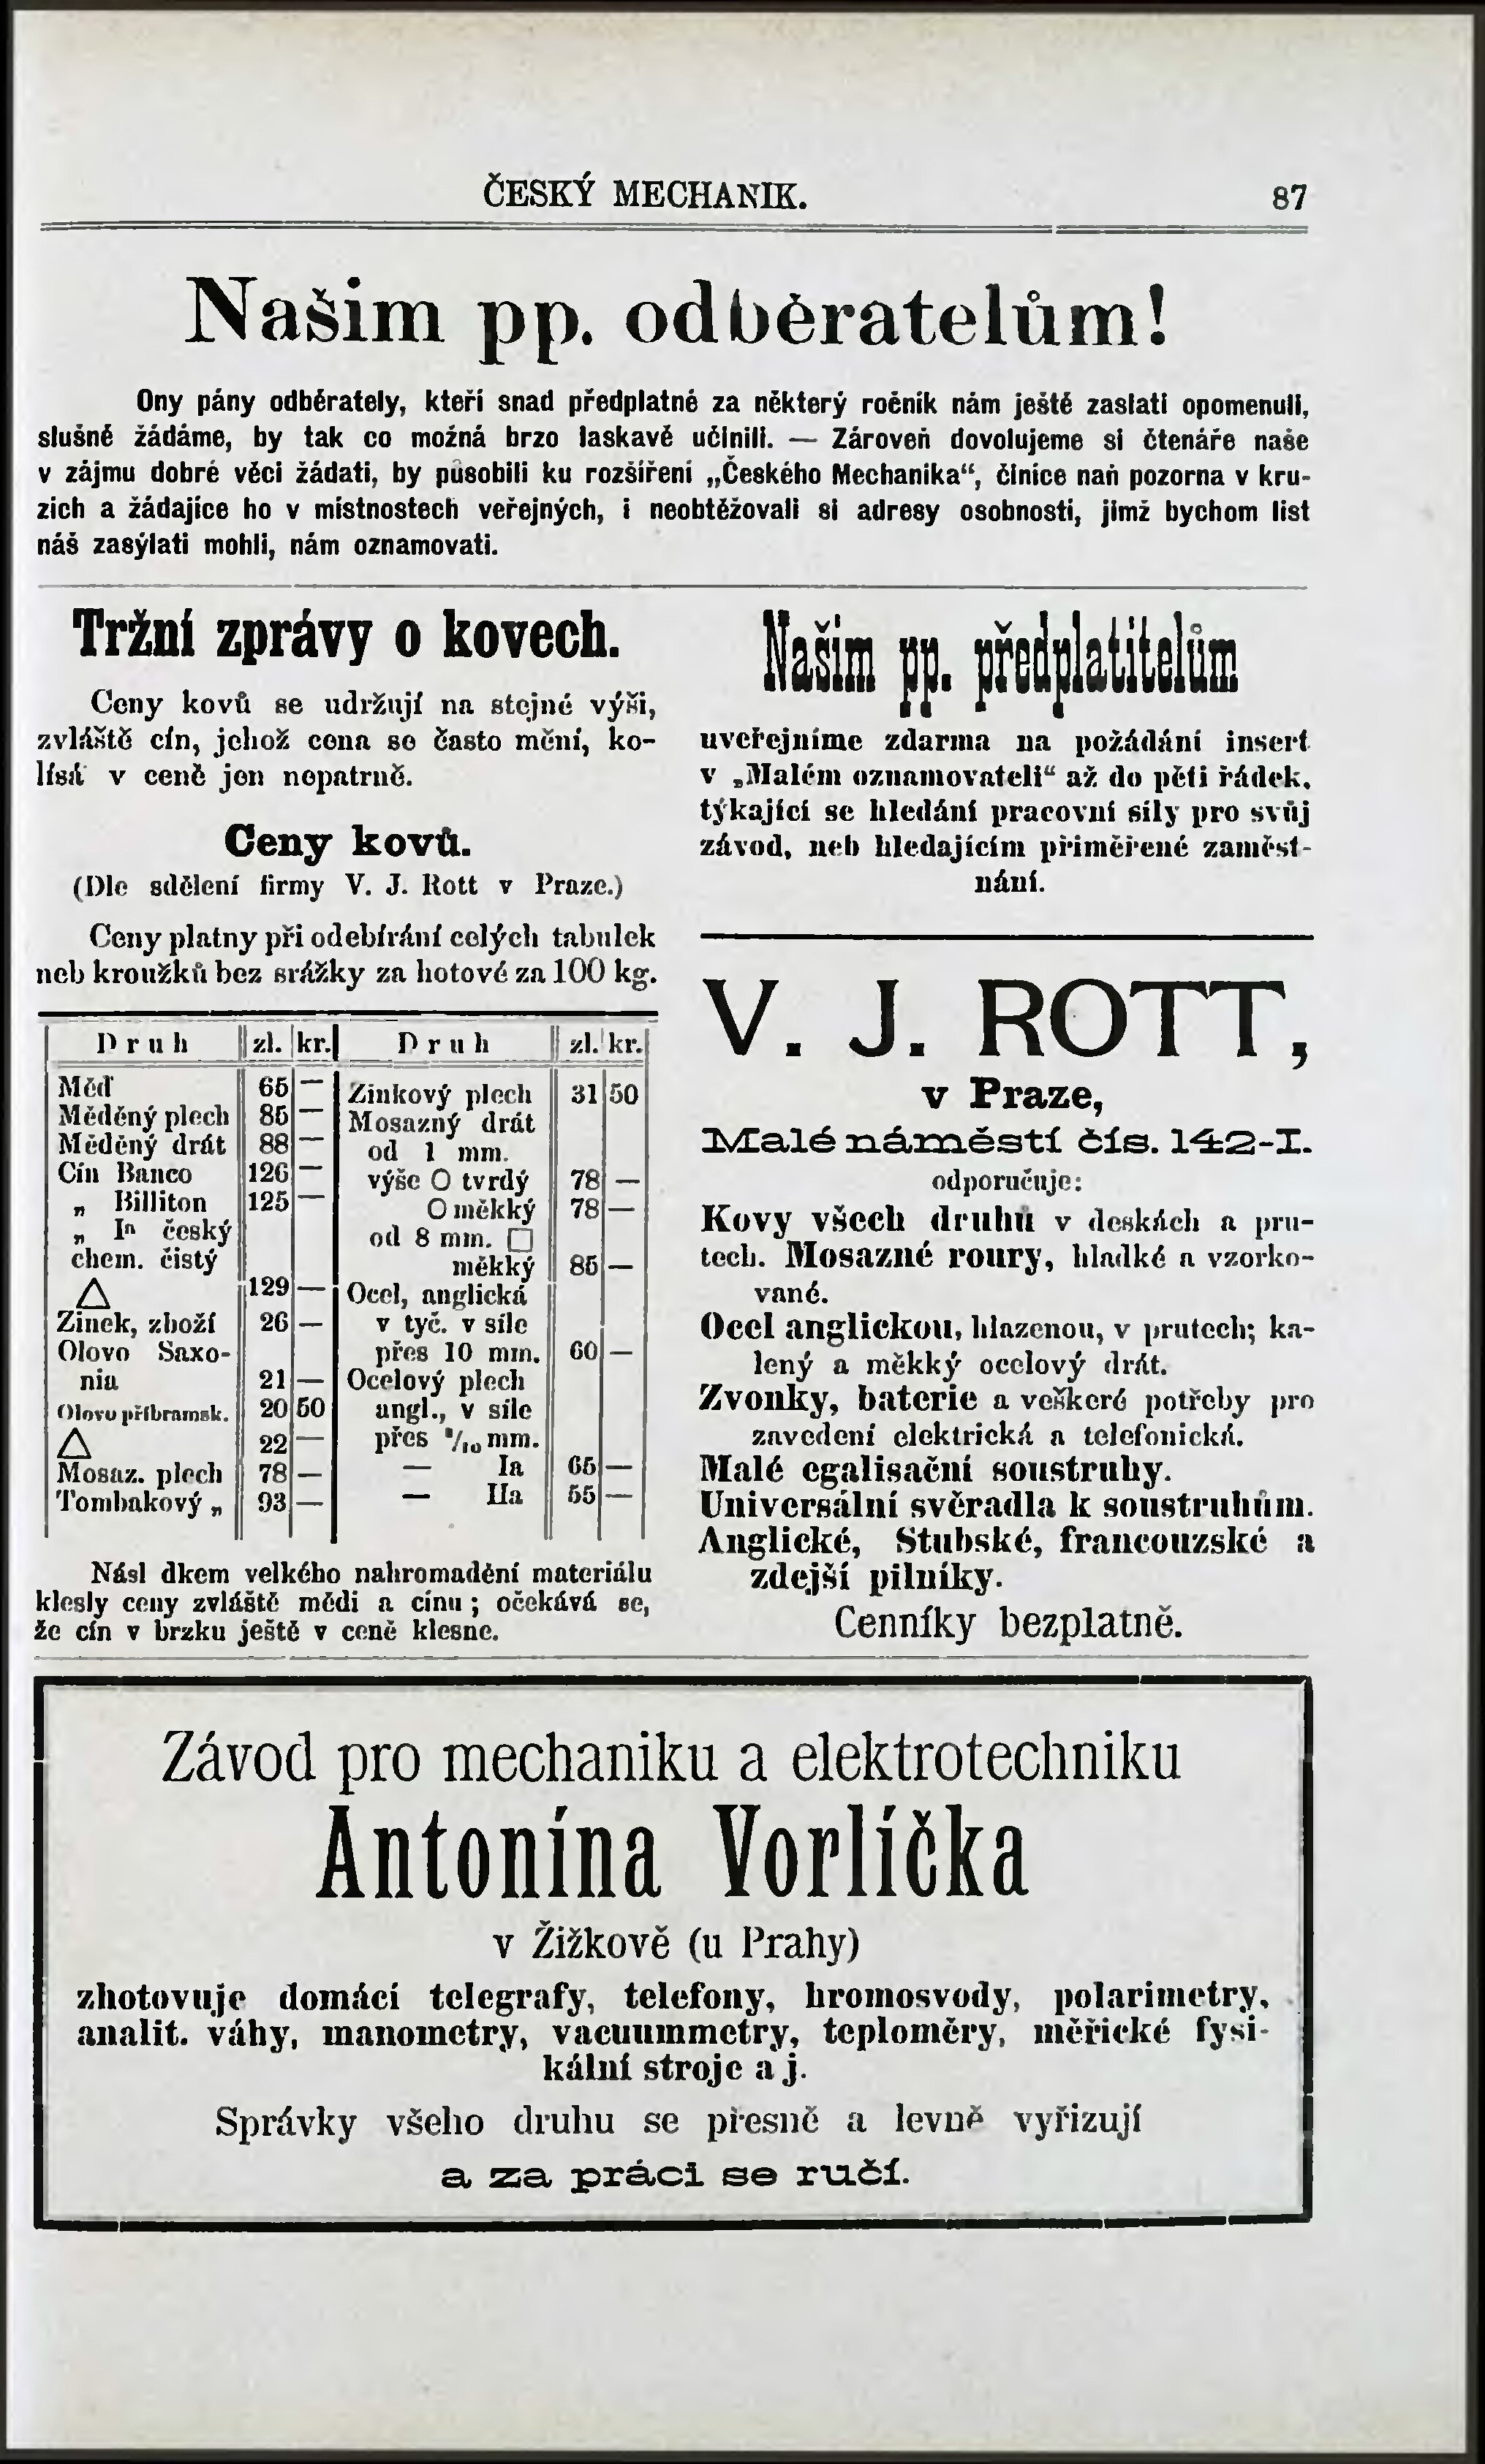 ČESKÝ MECHANIK. 87
Našim pp. odběratelům!
Ony pány odběrately, kteří snad předplatné za některý ročník nám ještě zaslati opomenuli,
slušně žádáme, by tak co možná brzo laskavě učinili. — Zároveň dovolujeme si čtenáře naše
v zájmu dobré věci žádati, by působili ku rozšíření „Českého Mechanika“, činíce naň pozorna v kru-
zích a žádajíce ho v místnostech veřejných, i neobtěžovali si adresy osobností, jimž bychom list
náš zasýlati mohli, nám oznamovati.
Tržní zprávy o kovech.
Ceny kovů se udržují na stejné výši,
zvláště cín, jehož cena se často mění, ko-
lísá v ceně jen nepatrně.
Ceny kovů.
(Dle sdělení firmy V. J. Rott v Praze.)
Ceny platny při odebírání celých tabulek
neb kroužků bez srážky za hotové za 100 kg.
Druh zl. kr.
Měď 65 —
Měděný plech 85 —
Měděný drát 88 —
Cín Banco 126 —
„ Billiton 125 —
„ Iª český
chem. čistý
△ 129 —
Zinek, zboží 26 —
Olovo Saxo-
nia 21 —
Olovo příbramsk. 20 50
△ 22 —
Mosaz. plech 78 —
Tombakový „ 93 —
Druh zl. kr.
Zinkový plech 31 50
Mosazný drát
od 1 mm.
výše O tvrdý 78 —
O měkký 78 —
od 8 mm. □
měkký 85 —
Ocel, anglická
v tyč. v síle
přes 10 mm. 60 —
Ocelový plech
angl., v síle
přes /₁₀ mm.
— Ia 65 —
— IIa 55 —
Násl dkem velkého nahromadění materiálu
klesly ceny zvláště mědi a cínu; očekává se,
že cín v brzku ještě v ceně klesne.
Našim pp. předplatitelům
uveřejníme zdarma na požádání insert
v „Malém oznamovateli“ až do pěti řádek,
týkající se hledání pracovní síly pro svůj
závod, neb hledajícím přiměřené zaměst-
nání.
V. J. ROTT,
v Praze,
Malé náměstí čís. 142-I.
odporučuje:
Kovy všech druhů v deskách a pru-
tech. Mosazné roury, hladké a vzorko-
vané.
Ocel anglickou, hlazenou, v prutech; ka-
lený a měkký ocelový drát.
Zvonky, baterie a veškeré potřeby pro
zavedení elektrická a telefonická.
Malé egalisační soustruhy.
Universální svěradla k soustruhům.
Anglické, Stubské, francouzské a
zdejší pilníky.
Cenníky bezplatně.
Závod pro mechaniku a elektrotechniku
Antonína Vorlíčka
v Žižkově (u Prahy)
zhotovuje domácí telegrafy, telefony, hromosvody, polarimetry,
analit. váhy, manometry, vacuummetry, teploměry, měřické fysi-
kální stroje a j.
Správky všeho druhu se přesně a levně vyřizují
a za práci se ručí.